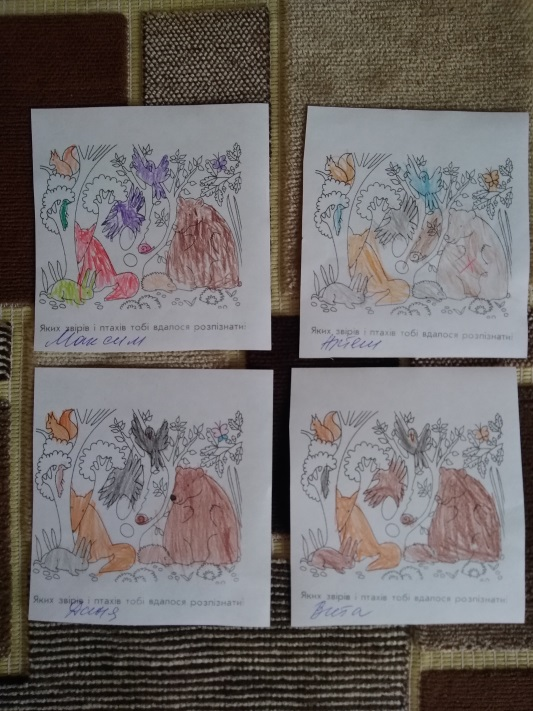 Яких звірів і птахів тобі вдалося розпізнати?
Максим
Яких звірів і птахів тобі вдалося розпізнати?
Артем
Яких звірів і птахів тобі вдалося розпізнати?
Яких звірів і птахів тобі вдалося розпізнати?
Віта